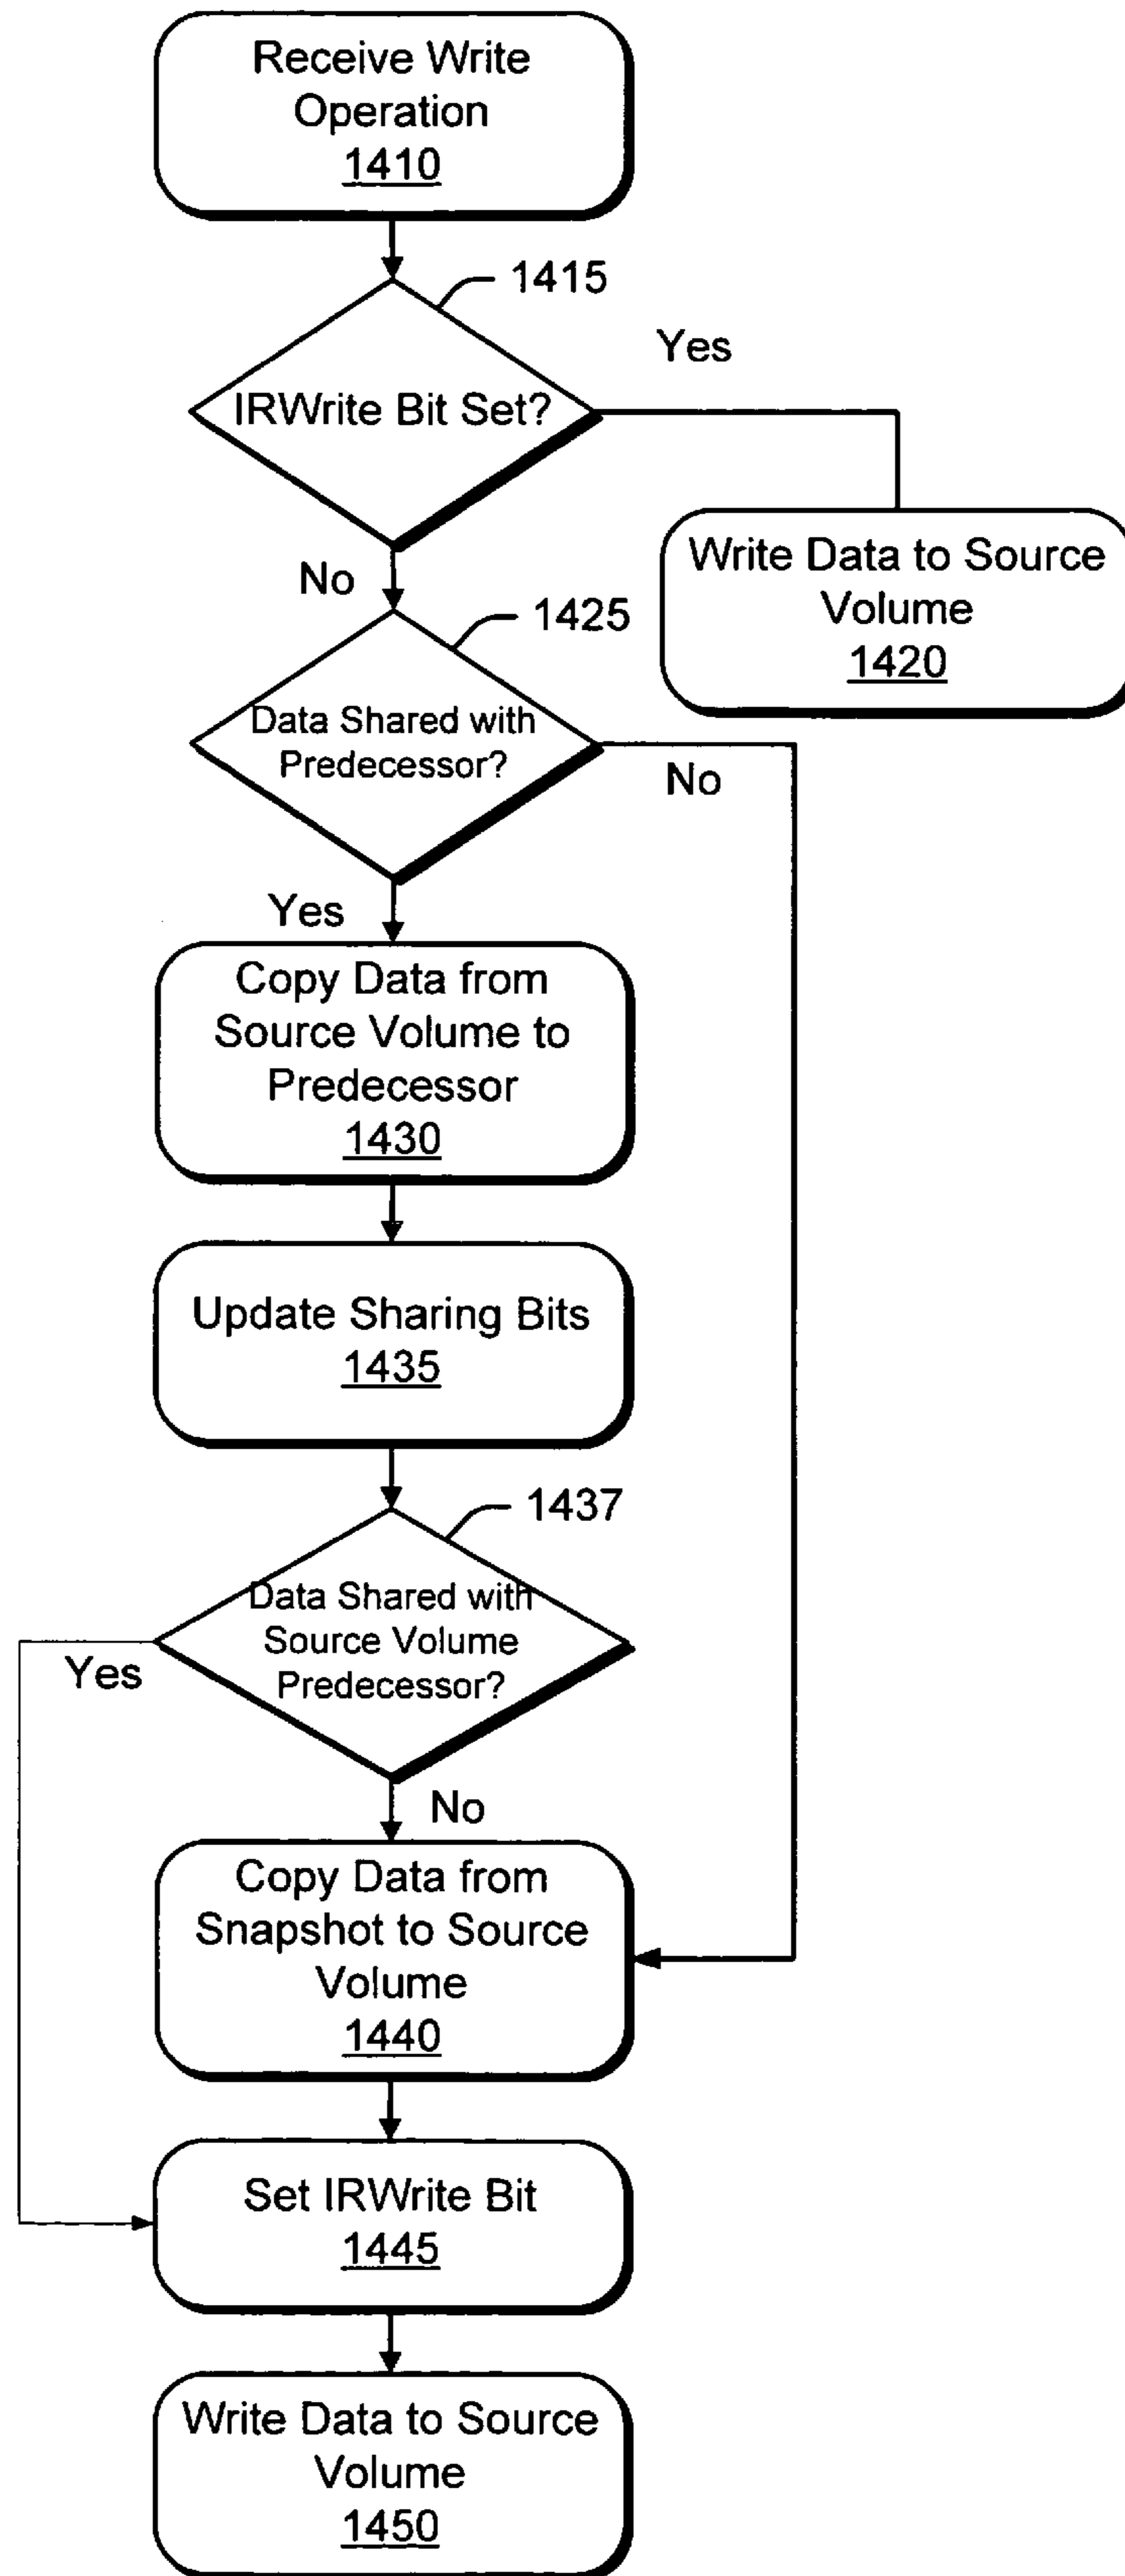 Receive Write
Operation
1410
1415
Yes
IRWrite Bit Set?
Write Data to Source
Volume
1420
No
1425
Data Shared with
Predecessor?
No
Yes
Copy Data from
Source Volume to
Predecessor
1430
Update Sharing Bits
1435
1437
Data Shared with
Source Volume
Predecessor?
Yes
No
Copy Data from
Snapshot to Source
Volume
1440
Set IRWrite Bit
1445
Write Data to Source
Volume
1450